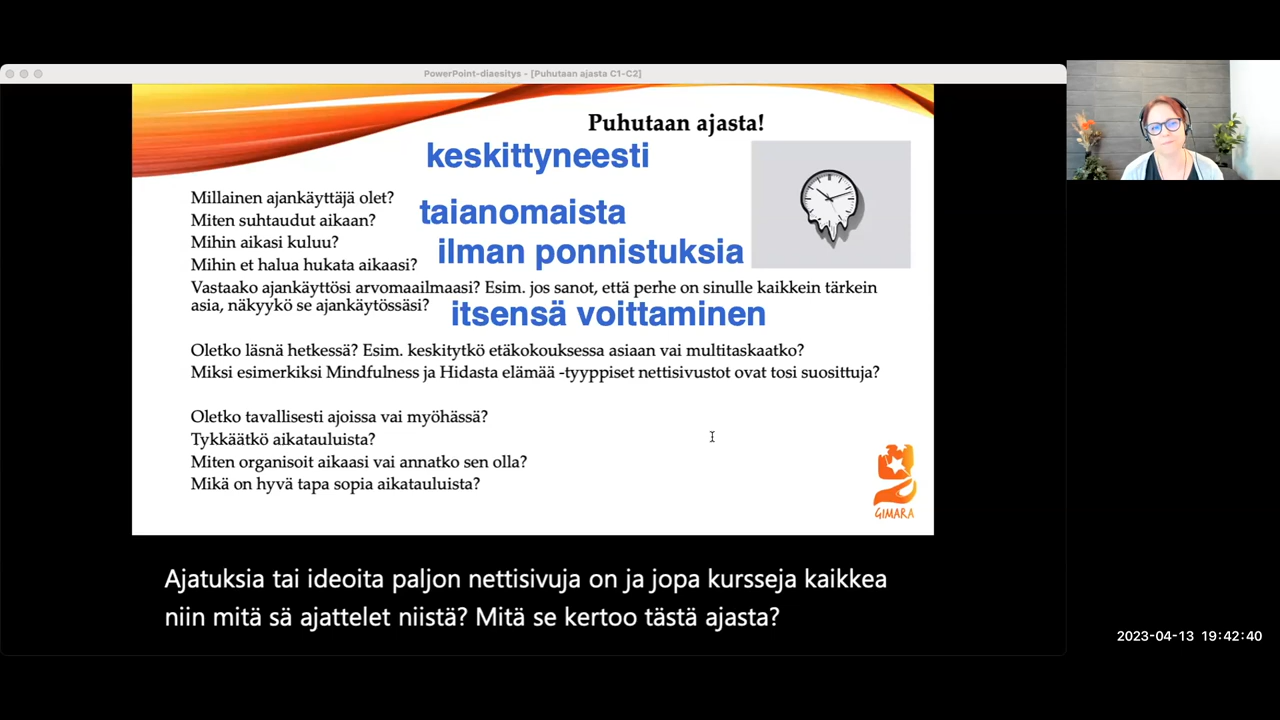 PowerPoint-diaesitys - [Puhutaan ajasta C1-C2]
Puhutaan ajasta!
keskittyneesti
Millainen ajankäyttäjä olet?
Miten suhtaudut aikaan?
taianomaista
Mihin aikasi kuluu?
ilman ponnistuksia
Mihin et halua hukata aikaasi?
Vastaako ajankäyttösi arvomaailmaasi? Esim. jos sanot, että perhe on sinulle kaikkein tärkein
asia, näkyykö se ajankäytössäsi?
itsensä voittaminen
Oletko läsnä hetkessä? Esim. keskitytkö etäkokouksessa asiaan vai multitaskaatko?
Miksi esimerkiksi Mindfulness ja Hidasta elämää -tyyppiset nettisivustot ovat tosi suosittuja?
Oletko tavallisesti ajoissa vai myöhässä?
Tykkäätkö aikatauluista?
Miten organisoit aikaasi vai annatko sen olla?
Mikä on hyvä tapa sopia aikatauluista?
GIMARA
Ajatuksia tai ideoita paljon nettisivuja on ja jopa kursseja kaikkea
niin mitä sä ajattelet niistä? Mitä se kertoo tästä ajasta?
2023-04-13 19:42:40